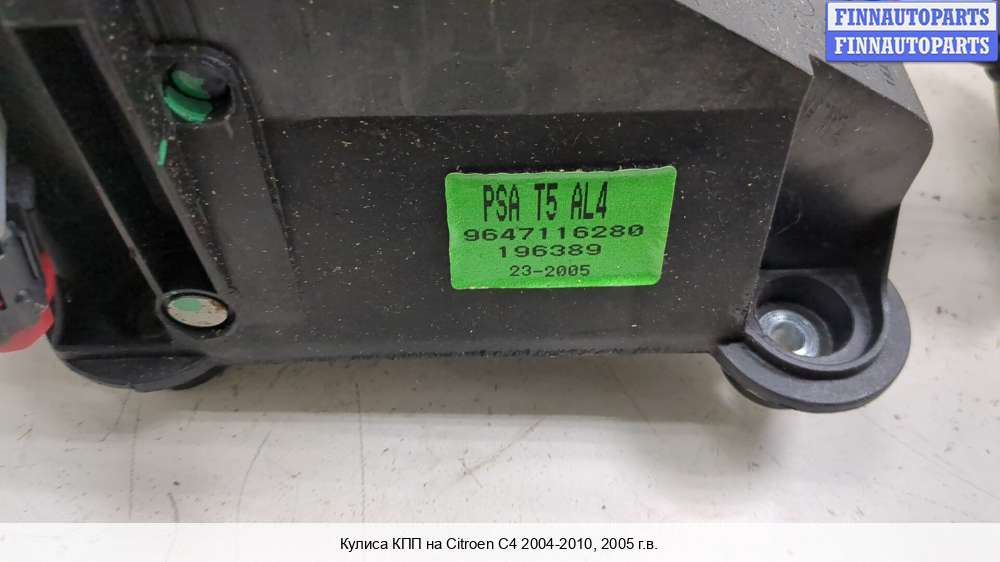 FINNAUTOPARTS
FINNAUTOPARTS
PSA T5 AL4
9647116280
196389
23-2005
Кулиса КПП на Citroen C4 2004-2010, 2005 г.в.